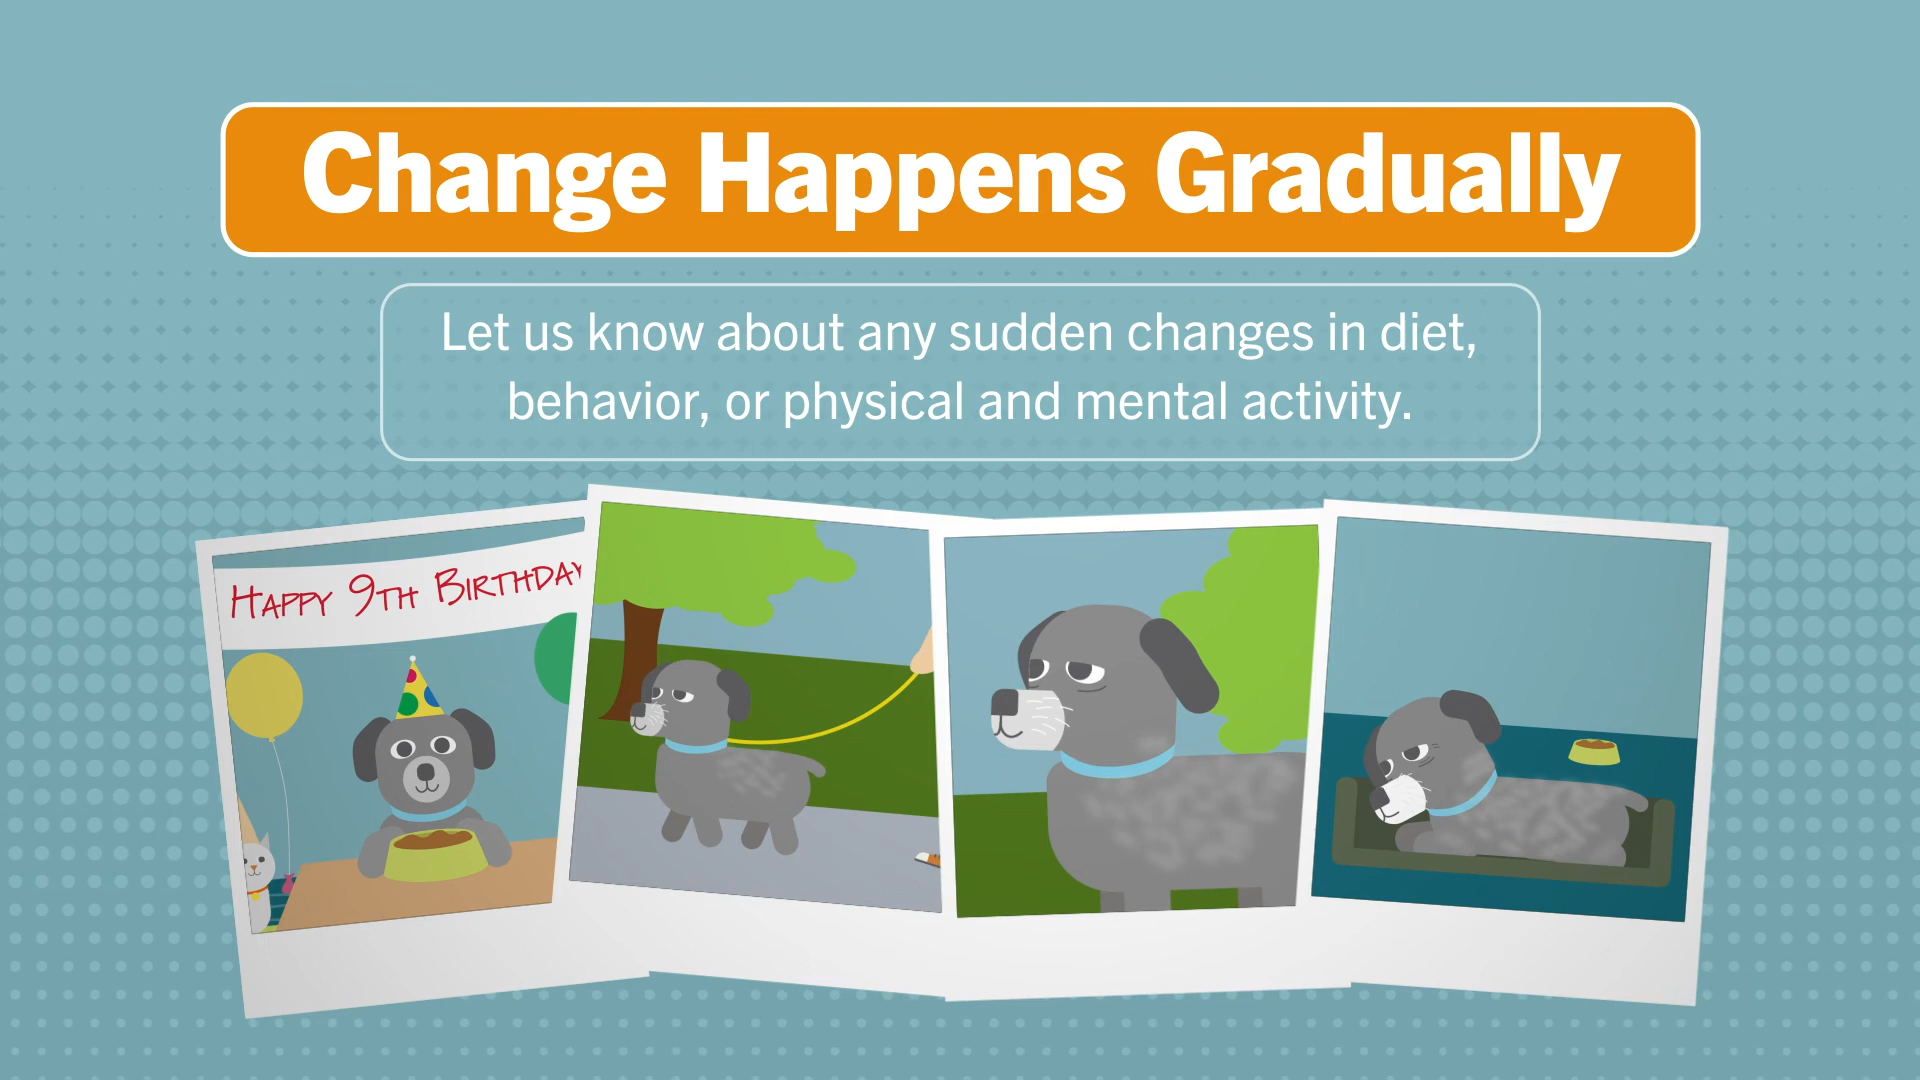 Change Happens Gradually
Let us know about any sudden changes in diet,
behavior, or physical and mental activity.
HAPPY 9TH BIRTHDAY